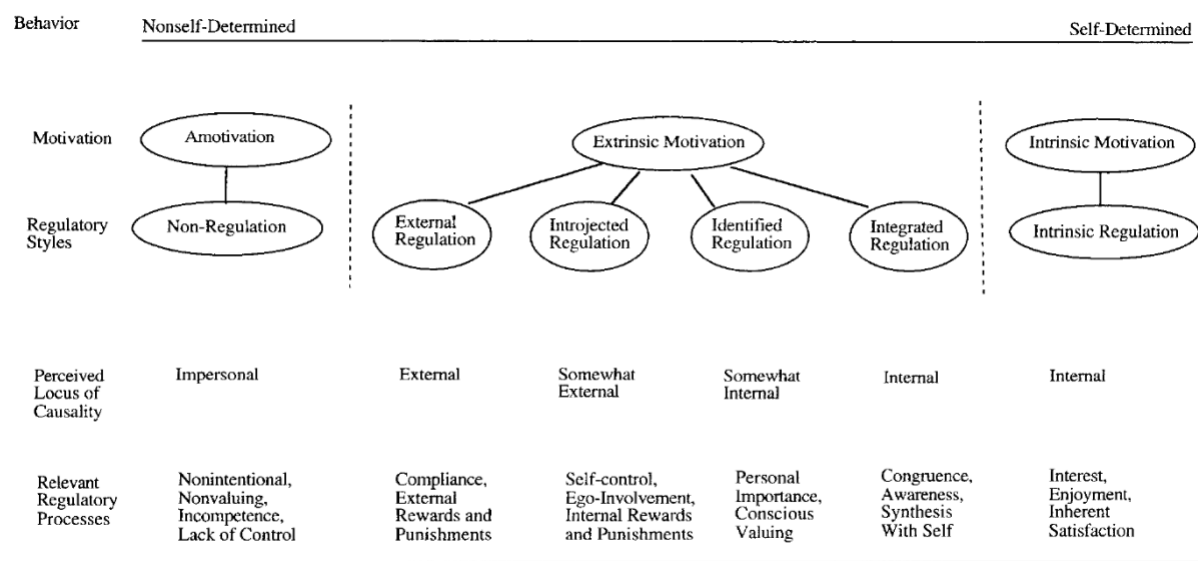 Behavior Nonself-Determined Self-Determined
Motivation Amotivation Extrinsic Motivation Intrinsic Motivation
Regulatory
Styles
Non-Regulation
External
Regulation
Introjected
Regulation
Identified
Regulation
Integrated
Regulation
Intrinsic Regulation
Perceived
Locus of
Causality
Impersonal
External
Somewhat
External
Somewhat
Internal
Internal
Internal
Relevant
Regulatory
Processes
Nonintentional,
Nonvaluing,
Incompetence,
Lack of Control
Compliance,
External
Rewards and
Punishments
Self-control,
Ego-Involvement,
Internal Rewards
and Punishments
Personal
Importance,
Conscious
Valuing
Congruence,
Awareness,
Synthesis
With Self
Interest,
Enjoyment,
Inherent
Satisfaction